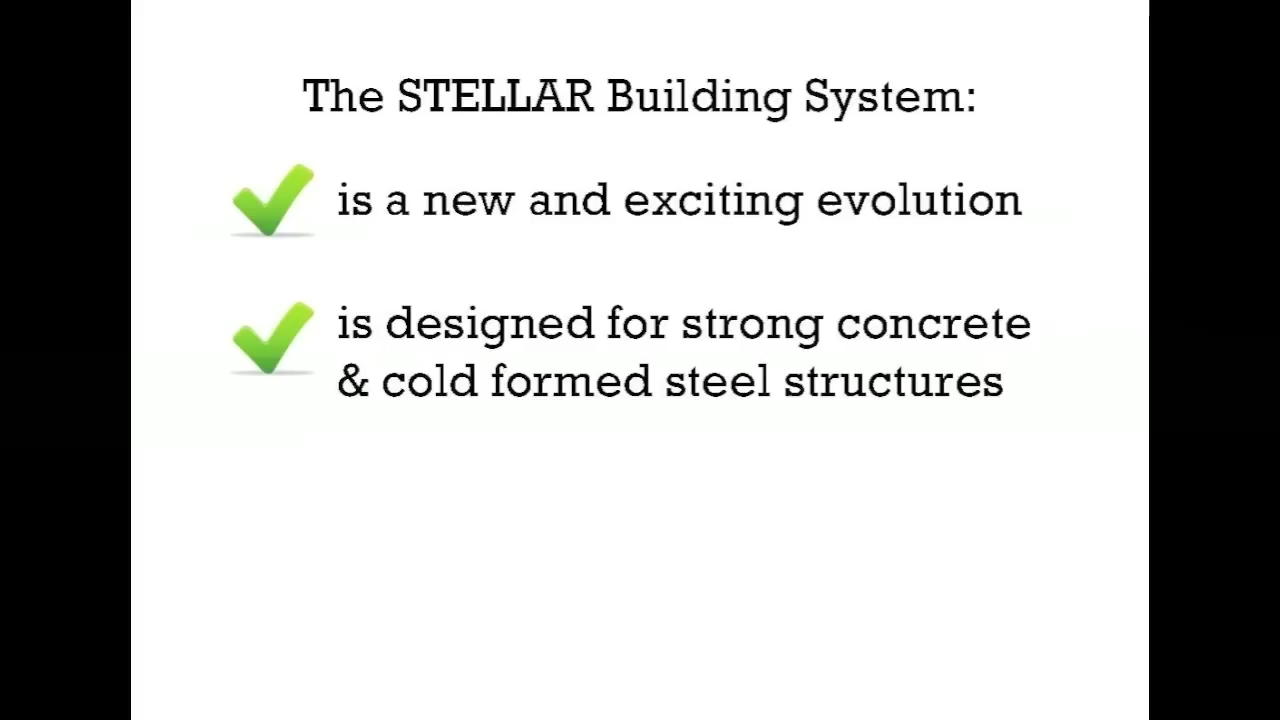 The STELLAR Building System:
is a new and exciting evolution
is designed for strong concrete
& cold formed steel structures